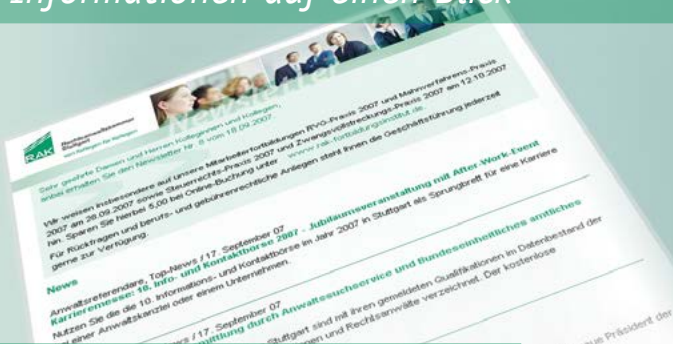 Informationen auf einen Blick
Newsletter
RAK
Rechtsanwaltskammer
Stuttgart
von Kollegen für Kollegen
Sehr geehrte Damen und Herren Kolleginnen und Kollegen,
anbei erhalten Sie den Newsletter Nr. 8 vom 18.09.2007.
Wir weisen insbesondere auf unsere Mitarbeiterfortbildungen RVG-Praxis 2007 und Mahnverfahrens-Praxis
2007 am 28.09.2007 sowie Steuerrechts-Praxis 2007 und Zwangsvollstreckungs-Praxis 2007 am 12.10.2007
hin. Sparen Sie hierbei 5,00 bei Online-Buchung unter www.rak-fortbildungsinstitut.de.
Für Rückfragen und berufs- und gebührenrechtliche Anliegen steht Ihnen die Geschäftsführung jederzeit
gerne zur Verfügung.
News
Anwaltsreferendare, Top-News / 17. September 07
Karrieremesse: 10. Info- und Kontaktbörse 2007 - Jubiläumsveranstaltung mit After-Work-Event
Nutzen Sie die die 10. Informations- und Kontaktbörse im Jahr 2007 in Stuttgart als Sprungbrett für eine Karriere
bei einer Anwaltskanzlei oder einem Unternehmen.
/ 17. September 07
durch Anwaltssuchservice und Bundeseinheitliches amtliches
Stuttgart sind mit ihren gemeldeten Qualifikationen im Datenbestand der
und Rechtsanwälte verzeichnet. Der kostenlose
Präsident der